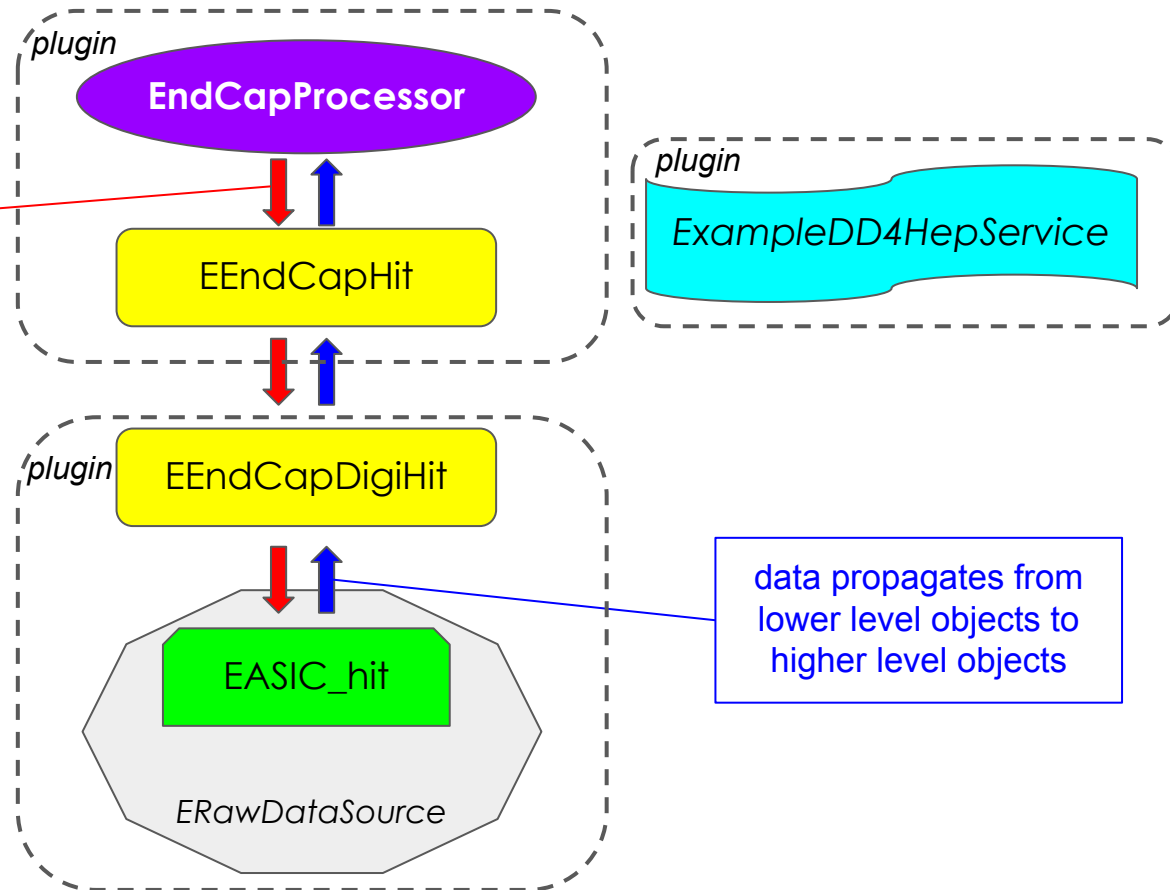 plugin
EndCapProcessor
EEndCapHit
plugin
ExampleDD4HepService
plugin
EEndCapDigiHit
EASIC_hit
ERawDataSource
data propagates from
lower level objects to
higher level objects